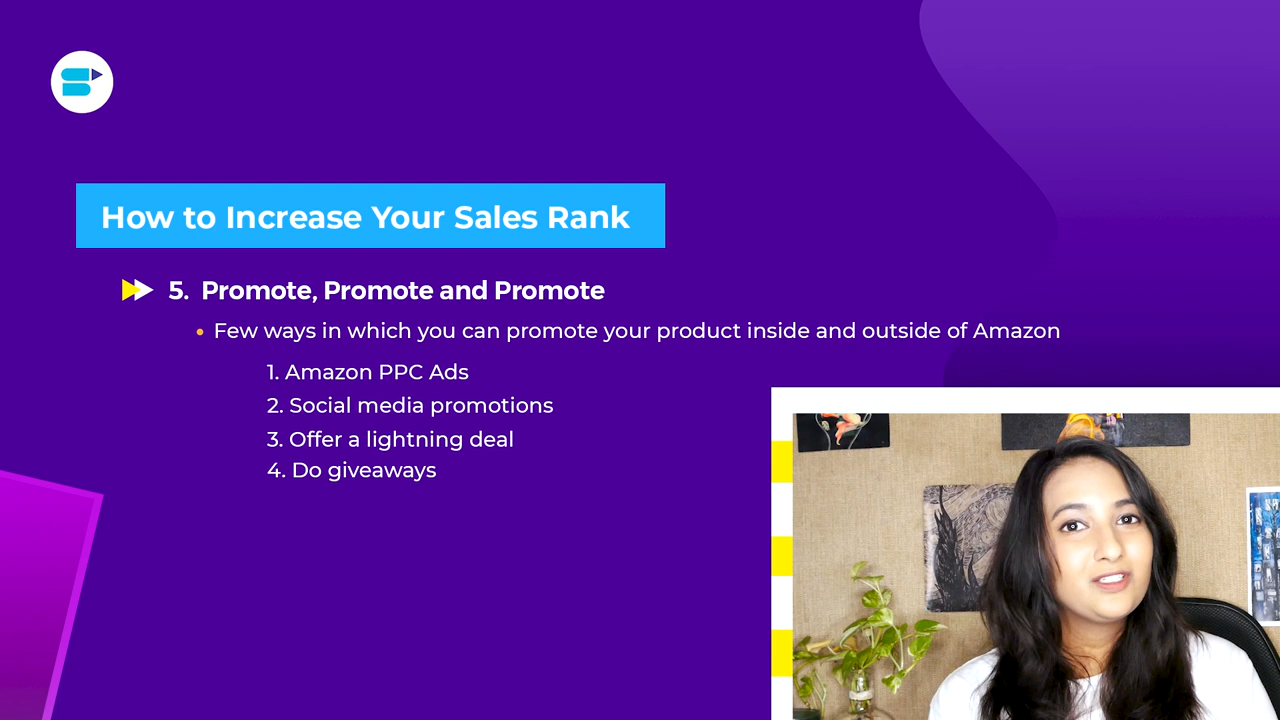 How to Increase Your Sales Rank
5. Promote, Promote and Promote
• Few ways in which you can promote your product inside and outside of Amazon
1. Amazon PPC Ads
2. Social media promotions
3. Offer a lightning deal
4. Do giveaways